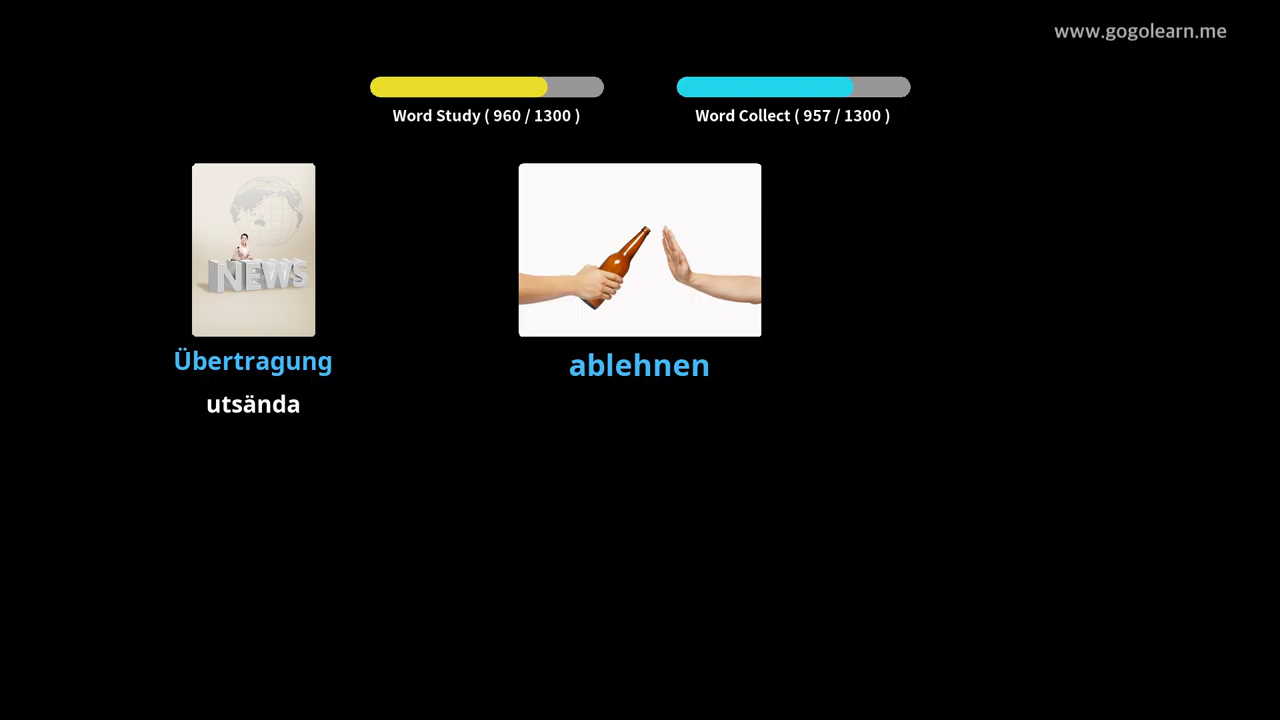 www.gogolearn.me
Word Study ( 960 / 1300 )
Word Collect ( 957 / 1300 )
NEWS
Übertragung
utsända
ablehnen